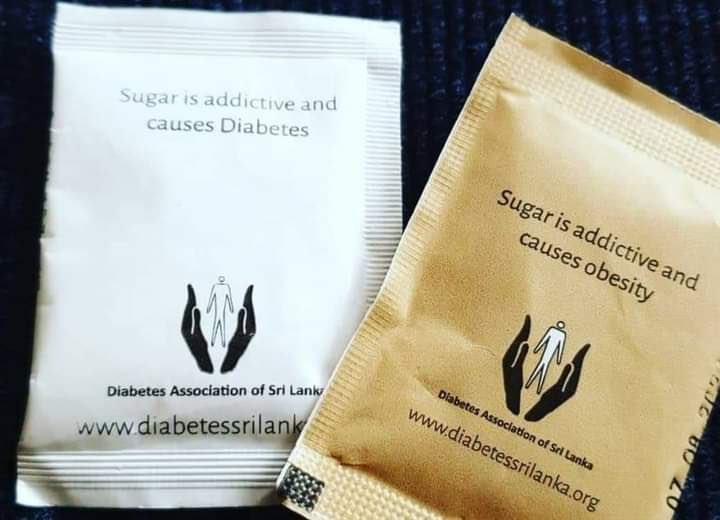 Sugar is addictive and
causes Diabetes
Diabetes Association of Sri Lanka
www.diabetessrilank
Sugar is addictive and
causes obesity
Diabetes Association of Sri Lanka
www.diabetessrilanka.org